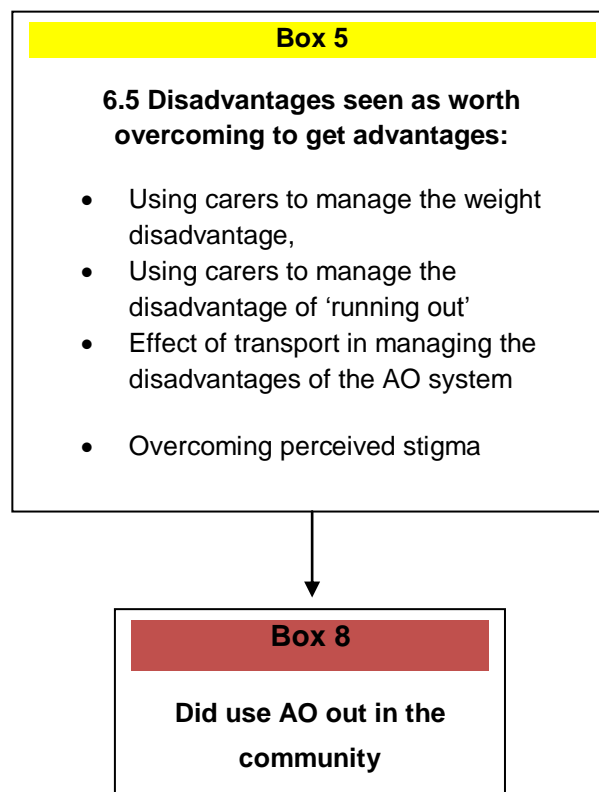 Box 5
6.5 Disadvantages seen as worth
overcoming to get advantages:
• Using carers to manage the weight
disadvantage,
• Using carers to manage the
disadvantage of ‘running out’
• Effect of transport in managing the
disadvantages of the AO system
• Overcoming perceived stigma
Box 8
Did use AO out in the
community